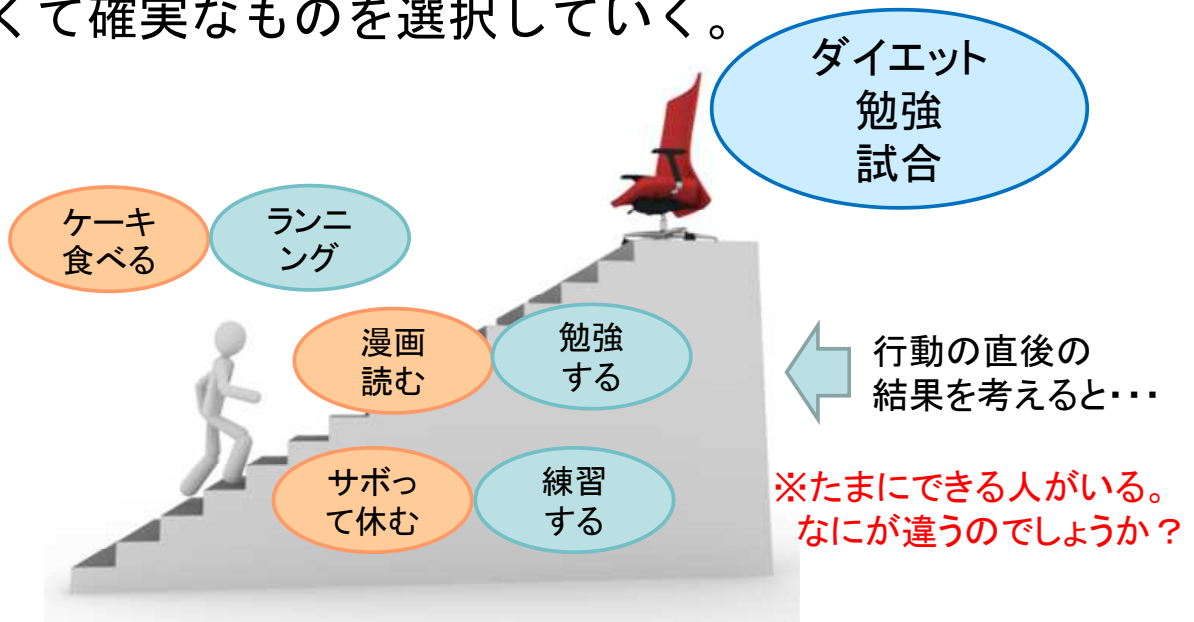 くて確実なものを選択していく。
ダイエット
勉強
試合
ケーキ
食べる
ランニ
ング
漫画
読む
勉強
する
行動の直後の
結果を考えると・・・
サボっ
て休む
練習
する
※たまにできる人がいる。
なにが違うのでしょうか？